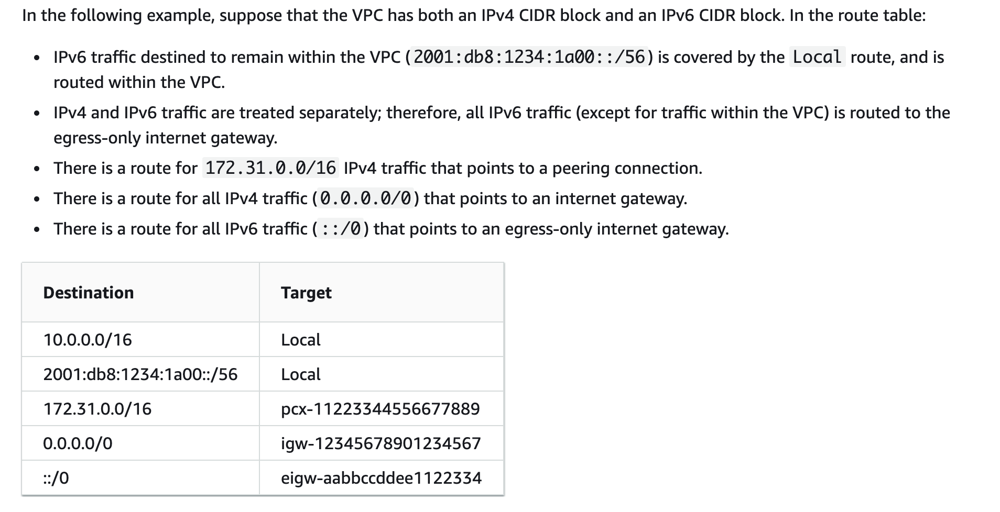 In the following example, suppose that the VPC has both an IPv4 CIDR block and an IPv6 CIDR block. In the route table:
• IPv6 traffic destined to remain within the VPC (2001:db8:1234:1a00::/56) is covered by the Local route, and is
routed within the VPC.
• IPv4 and IPv6 traffic are treated separately; therefore, all IPv6 traffic (except for traffic within the VPC) is routed to the
egress-only internet gateway.
• There is a route for 172.31.0.0/16 IPv4 traffic that points to a peering connection.
• There is a route for all IPv4 traffic (0.0.0.0/0) that points to an internet gateway.
• There is a route for all IPv6 traffic (::/0) that points to an egress-only internet gateway.
Destination Target
10.0.0.0/16 Local
2001:db8:1234:1a00::/56 Local
172.31.0.0/16 pcx-11223344556677889
0.0.0.0/0 igw-12345678901234567
::/0 eigw-aabbccddee1122334